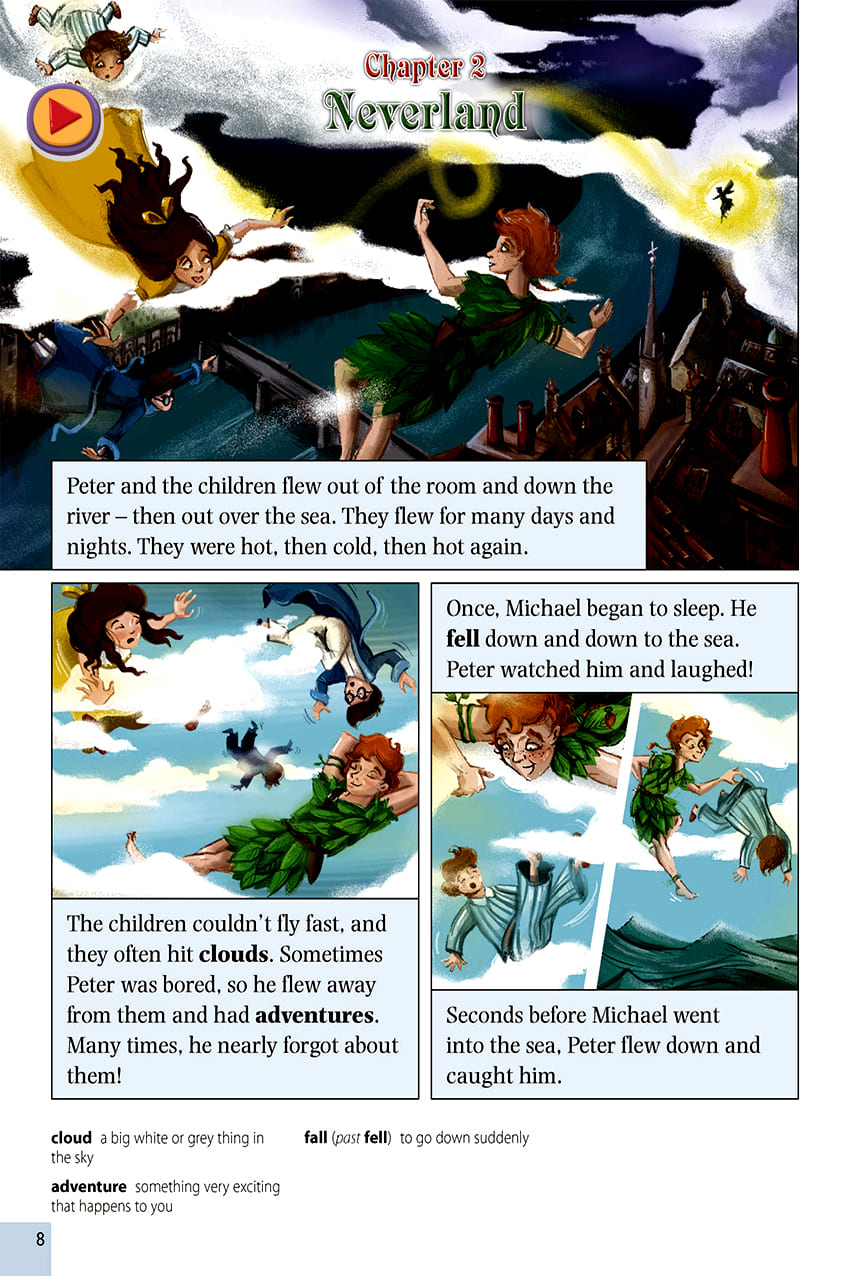 Chapter 2
Neverland
Peter and the children flew out of the room and down the
river – then out over the sea. They flew for many days and
nights. They were hot, then cold, then hot again.
The children couldn't fly fast, and
they often hit clouds. Sometimes
Peter was bored, so he flew away
from them and had adventures.
Many times, he nearly forgot about
them!
Once, Michael began to sleep. He
fell down and down to the sea.
Peter watched him and laughed!
Seconds before Michael went
into the sea, Peter flew down and
caught him.
cloud a big white or grey thing in
the sky
adventure something very exciting
that happens to you
fall (past fell) to go down suddenly
8